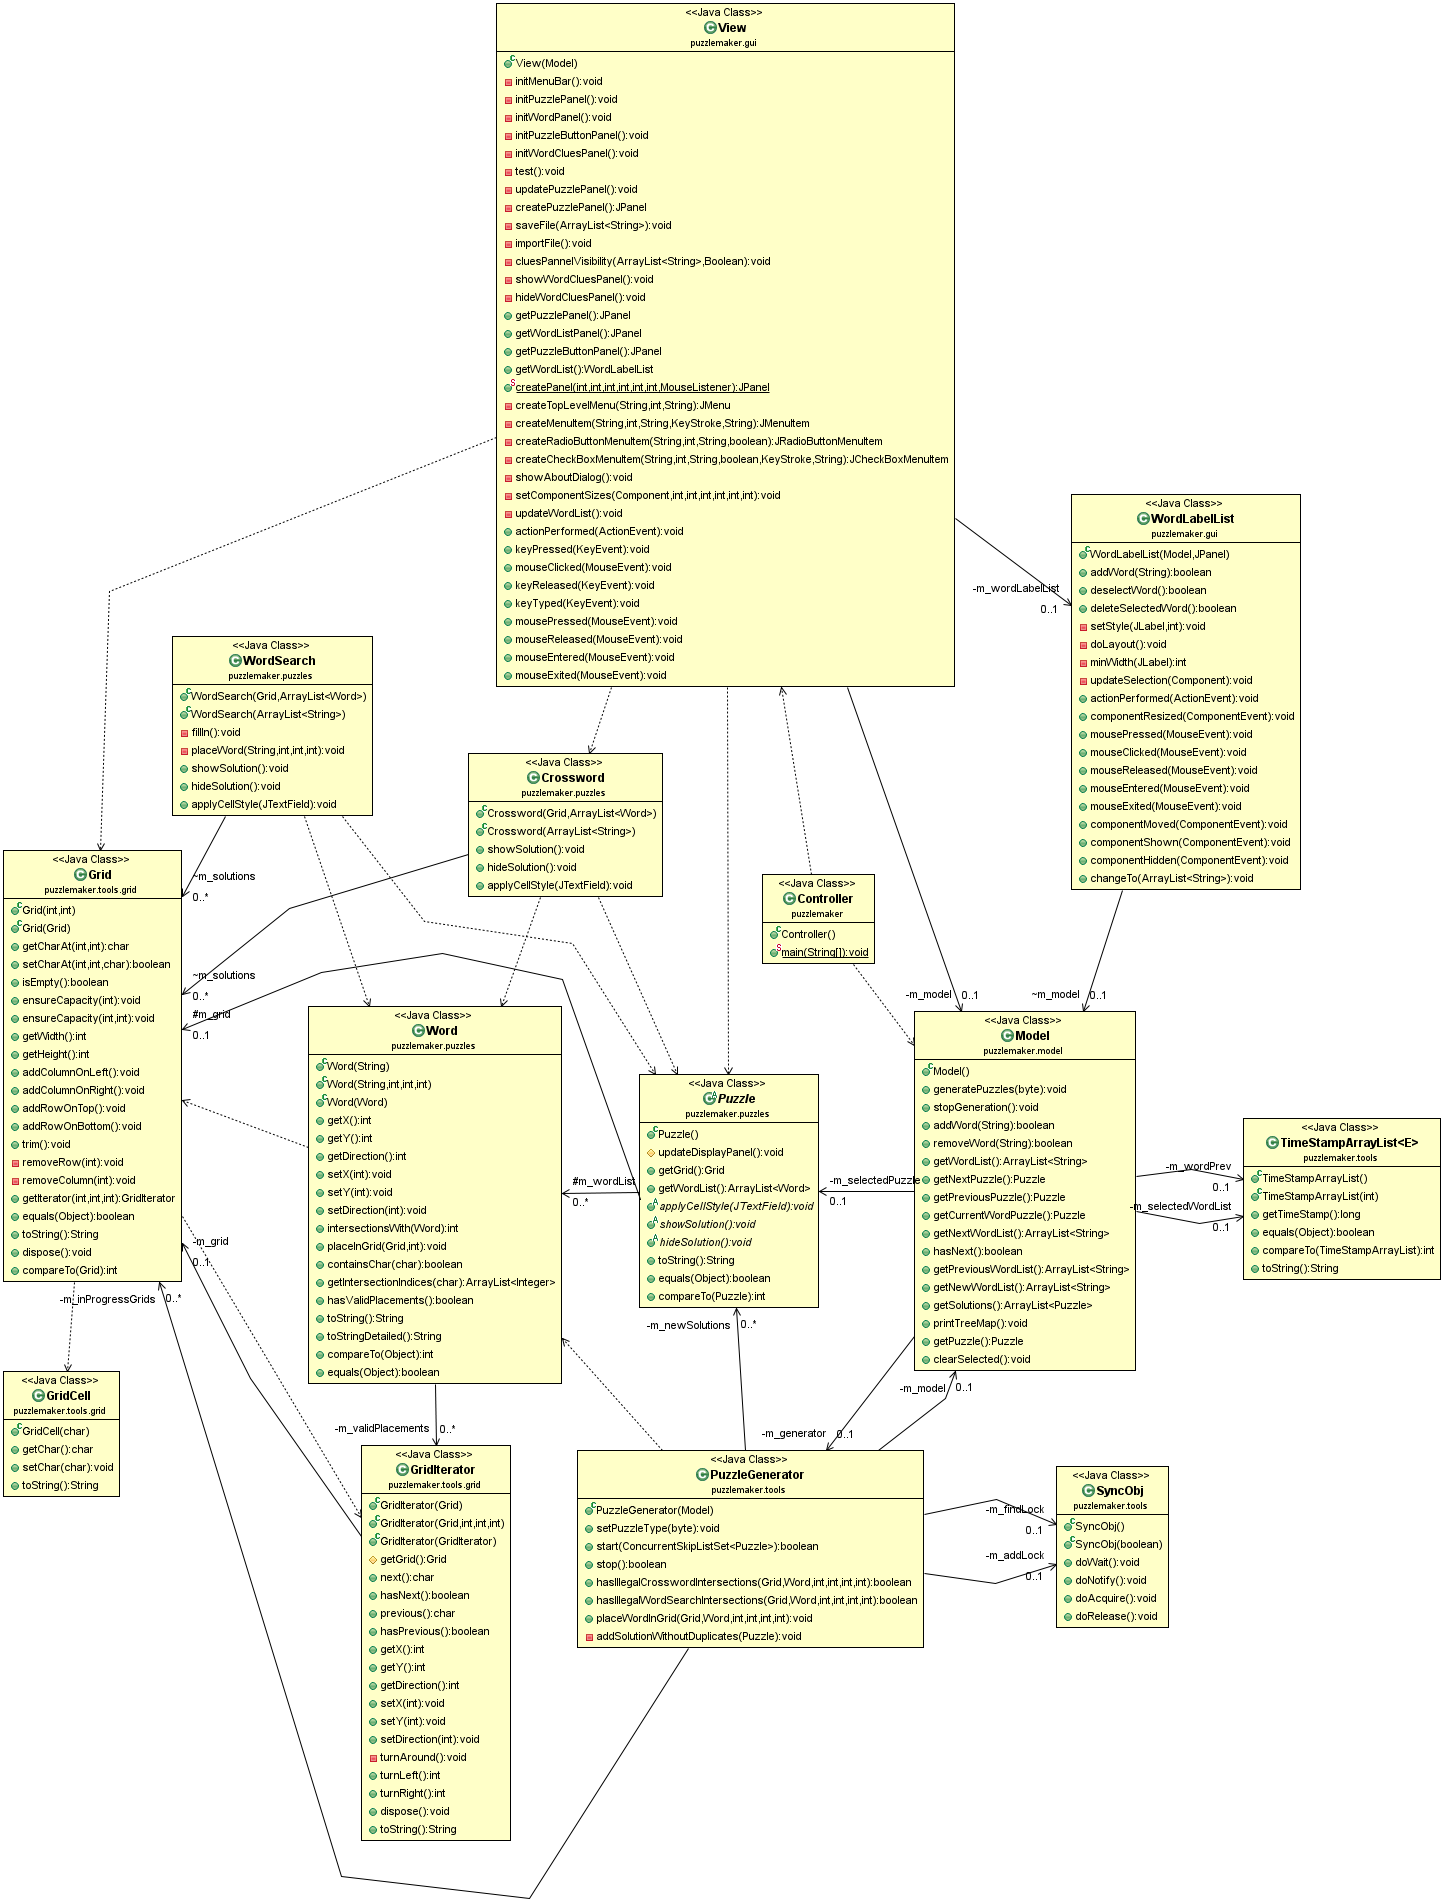 <<Java Class>>
View
puzzlemaker.gui
View(Model)
initMenuBar():void
initPuzzlePanel():void
initWordPanel():void
initPuzzleButtonPanel():void
initWordCluesPanel():void
test():void
updatePuzzlePanel():void
createPuzzlePanel():JPanel
saveFile(ArrayList<String>):void
importFile():void
cluesPannelVisibility(ArrayList<String>,Boolean):void
showWordCluesPanel():void
hideWordCluesPanel():void
getPuzzlePanel():JPanel
getWordListPanel():JPanel
getPuzzleButtonPanel():JPanel
getWordList():WordLabelList
createPanel(int,int,int,int,int,int,MouseListener):JPanel
createTopLevelMenu(String,int,String):JMenu
createMenuItem(String,int,String,KeyStroke,String):JMenuItem
createRadioButtonMenuItem(String,int,String,boolean):JRadioButtonMenuItem
createCheckBoxMenuItem(String,int,String,boolean,KeyStroke,String):JCheckBoxMenuItem
showAboutDialog():void
setComponentSizes(Component,int,int,int,int,int,int):void
updateWordList():void
actionPerformed(ActionEvent):void
keyPressed(KeyEvent):void
mouseClicked(MouseEvent):void
keyReleased(KeyEvent):void
keyTyped(KeyEvent):void
mousePressed(MouseEvent):void
mouseReleased(MouseEvent):void
mouseEntered(MouseEvent):void
mouseExited(MouseEvent):void
-m_wordLabelList
0..1
<<Java Class>>
WordLabelList
puzzlemaker.gui
WordLabelList(Model,JPanel)
addWord(String):boolean
deselectWord():boolean
deleteSelectedWord():boolean
setStyle(JLabel,int):void
doLayout():void
minWidth(JLabel):int
updateSelection(Component):void
actionPerformed(ActionEvent):void
componentResized(ComponentEvent):void
mousePressed(MouseEvent):void
mouseClicked(MouseEvent):void
mouseReleased(MouseEvent):void
mouseEntered(MouseEvent):void
mouseExited(MouseEvent):void
componentMoved(ComponentEvent):void
componentShown(ComponentEvent):void
componentHidden(ComponentEvent):void
changeTo(ArrayList<String>):void
<<Java Class>>
WordSearch
puzzlemaker.puzzles
WordSearch(Grid,ArrayList<Word>)
WordSearch(ArrayList<String>)
fillIn():void
placeWord(String,int,int,int):void
showSolution():void
hideSolution():void
applyCellStyle(JTextField):void
<<Java Class>>
Crossword
puzzlemaker.puzzles
Crossword(Grid,ArrayList<Word>)
Crossword(ArrayList<String>)
showSolution():void
hideSolution():void
applyCellStyle(JTextField):void
<<Java Class>>
Controller
puzzlemaker
Controller()
main(String[]):void
<<Java Class>>
Grid
puzzlemaker.tools.grid
Grid(int,int)
Grid(Grid)
getCharAt(int,int):char
setCharAt(int,int,char):boolean
isEmpty():boolean
ensureCapacity(int):void
ensureCapacity(int,int):void
getWidth():int
getHeight():int
addColumnOnLeft():void
addColumnOnRight():void
addRowOnTop():void
addRowOnBottom():void
trim():void
removeRow(int):void
removeColumn(int):void
getIterator(int,int,int):GridIterator
equals(Object):boolean
toString():String
dispose():void
compareTo(Grid):int
~m_solutions
0..*
~m_solutions
0..*
#m_grid
0..1
-m_grid
0..1
-m_inProgressGrids
0..*
<<Java Class>>
Word
puzzlemaker.puzzles
Word(String)
Word(String,int,int,int)
Word(Word)
getX():int
getY():int
getDirection():int
setX(int):void
setY(int):void
setDirection(int):void
intersectionsWith(Word):int
placeInGrid(Grid,int):void
containsChar(char):boolean
getIntersectionIndices(char):ArrayList<Integer>
hasValidPlacements():boolean
toString():String
toStringDetailed():String
compareTo(Object):int
equals(Object):boolean
#m_wordList
0..*
<<Java Class>>
Puzzle
puzzlemaker.puzzles
Puzzle()
updateDisplayPanel():void
getGrid():Grid
getWordList():ArrayList<Word>
applyCellStyle(JTextField):void
showSolution():void
hideSolution():void
toString():String
equals(Object):boolean
compareTo(Puzzle):int
-m_selectedPuzzle
0..1
-m_newSolutions
0..*
-m_model
0..1
~m_model
0..1
<<Java Class>>
Model
puzzlemaker.model
Model()
generatePuzzles(byte):void
stopGeneration():void
addWord(String):boolean
removeWord(String):boolean
getWordList():ArrayList<String>
getNextPuzzle():Puzzle
getPreviousPuzzle():Puzzle
getCurrentWordPuzzle():Puzzle
getNextWordList():ArrayList<String>
hasNext():boolean
getPreviousWordList():ArrayList<String>
getNewWordList():ArrayList<String>
getSolutions():ArrayList<Puzzle>
printTreeMap():void
getPuzzle():Puzzle
clearSelected():void
-m_wordPrev
0..1
-m_selectedWordList
0..1
<<Java Class>>
TimeStampArrayList<E>
puzzlemaker.tools
TimeStampArrayList()
TimeStampArrayList(int)
getTimeStamp():long
equals(Object):boolean
compareTo(TimeStampArrayList):int
toString():String
<<Java Class>>
GridCell
puzzlemaker.tools.grid
GridCell(char)
getChar():char
setChar(char):void
toString():String
-m_validPlacements
0..*
<<Java Class>>
GridIterator
puzzlemaker.tools.grid
GridIterator(Grid)
GridIterator(Grid,int,int,int)
GridIterator(GridIterator)
getGrid():Grid
next():char
hasNext():boolean
previous():char
hasPrevious():boolean
getX():int
getY():int
getDirection():int
setX(int):void
setY(int):void
setDirection(int):void
turnAround():void
turnLeft():int
turnRight():int
dispose():void
toString():String
-m_model
0..1
-m_generator
0..1
<<Java Class>>
PuzzleGenerator
puzzlemaker.tools
PuzzleGenerator(Model)
setPuzzleType(byte):void
start(ConcurrentSkipListSet<Puzzle>):boolean
stop():boolean
hasIllegalCrosswordIntersections(Grid,Word,int,int,int,int):boolean
hasIllegalWordSearchIntersections(Grid,Word,int,int,int,int):boolean
placeWordInGrid(Grid,Word,int,int,int,int):void
addSolutionWithoutDuplicates(Puzzle):void
-m_findLock
0..1
-m_addLock
0..1
<<Java Class>>
SyncObj
puzzlemaker.tools
SyncObj()
SyncObj(boolean)
doWait():void
doNotify():void
doAcquire():void
doRelease():void